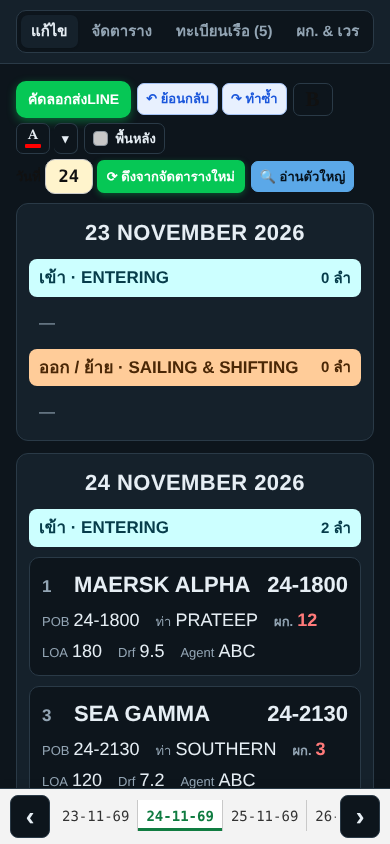 แก้ไข จัดตาราง ทะเบียนเรือ (5) ผก. & เวร
คัดลอกส่งLINE ↶ ย้อนกลับ ↷ ทำซ้ำ
A ▾ พื้นหลัง
24 ⟳ ดึงจากจัดตารางใหม่ 🔍 อ่านตัวใหญ่
23 NOVEMBER 2026
เข้า · ENTERING 0 ลำ
—
ออก / ย้าย · SAILING & SHIFTING 0 ลำ
—
24 NOVEMBER 2026
เข้า · ENTERING 2 ลำ
1 MAERSK ALPHA 24-1800
POB 24-1800 ท่า PRATEEP ผก. 12
LOA 180 Drf 9.5 Agent ABC
3 SEA GAMMA 24-2130
POB 24-2130 ท่า SOUTHERN ผก. 3
LOA 120 Drf 7.2 Agent ABC
‹ 23-11-69 24-11-69 25-11-69 26- ›